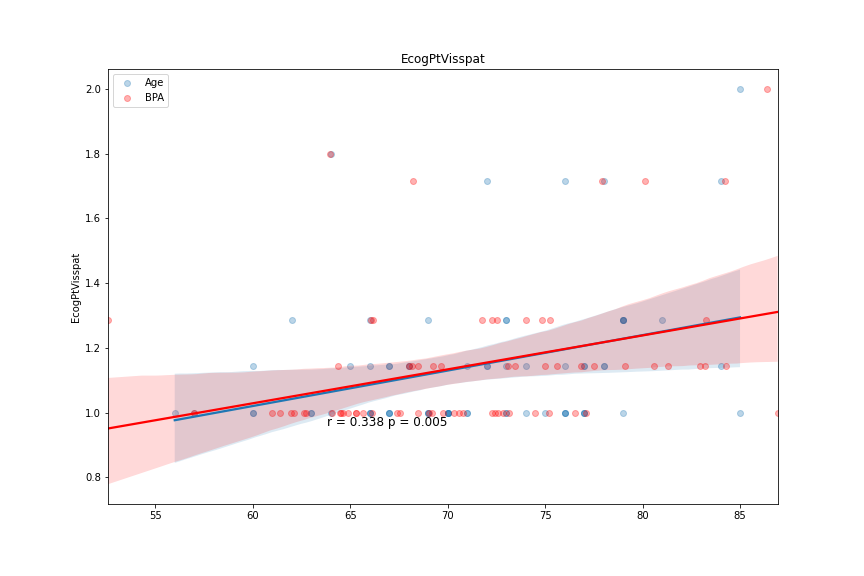 EcogPtVisspat
Age
BPA
2.0
1.8
1.6
1.4
1.2
1.0
0.8
EcogPtVisspat
r = 0.338 p = 0.005
55 60 65 70 75 80 85